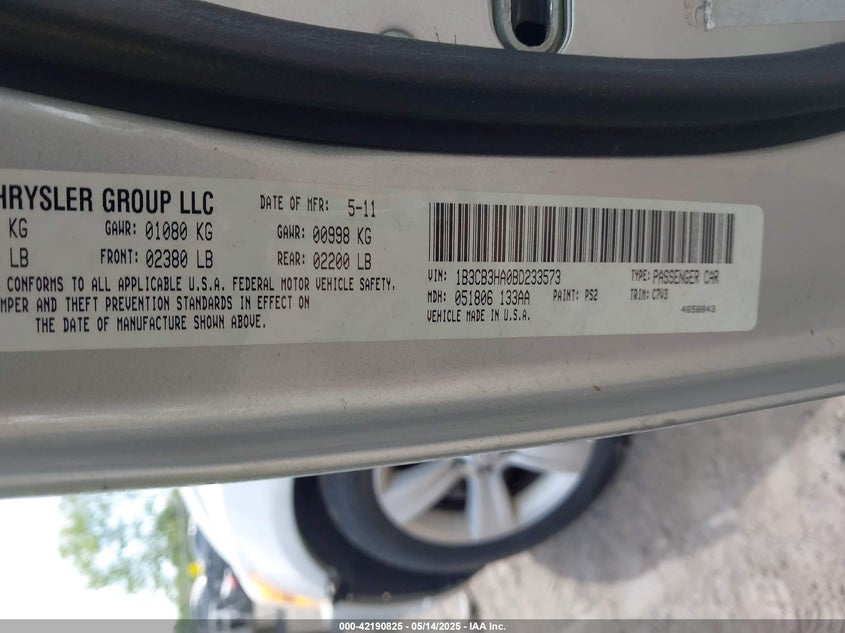 HRYSLER GROUP LLC
DATE OF MFR: 5-11
KG GAWR: 01080 KG GAWR: 00998 KG
LB FRONT: 02380 LB REAR: 02200 LB
CONFORMS TO ALL APPLICABLE U.S.A. FEDERAL MOTOR VEHICLE SAFETY,
MPER AND THEFT PREVENTION STANDARDS IN EFFECT ON
THE DATE OF MANUFACTURE SHOWN ABOVE.
VIN: 1B3CB3HA0BD233573 TYPE: PASSENGER CAR
MDH: 051806 133AA PAINT: PS2 TRIM: C7V3
VEHICLE MADE IN U.S.A. 4658843
000-42190825 - 05/14/2025 - IAA Inc.